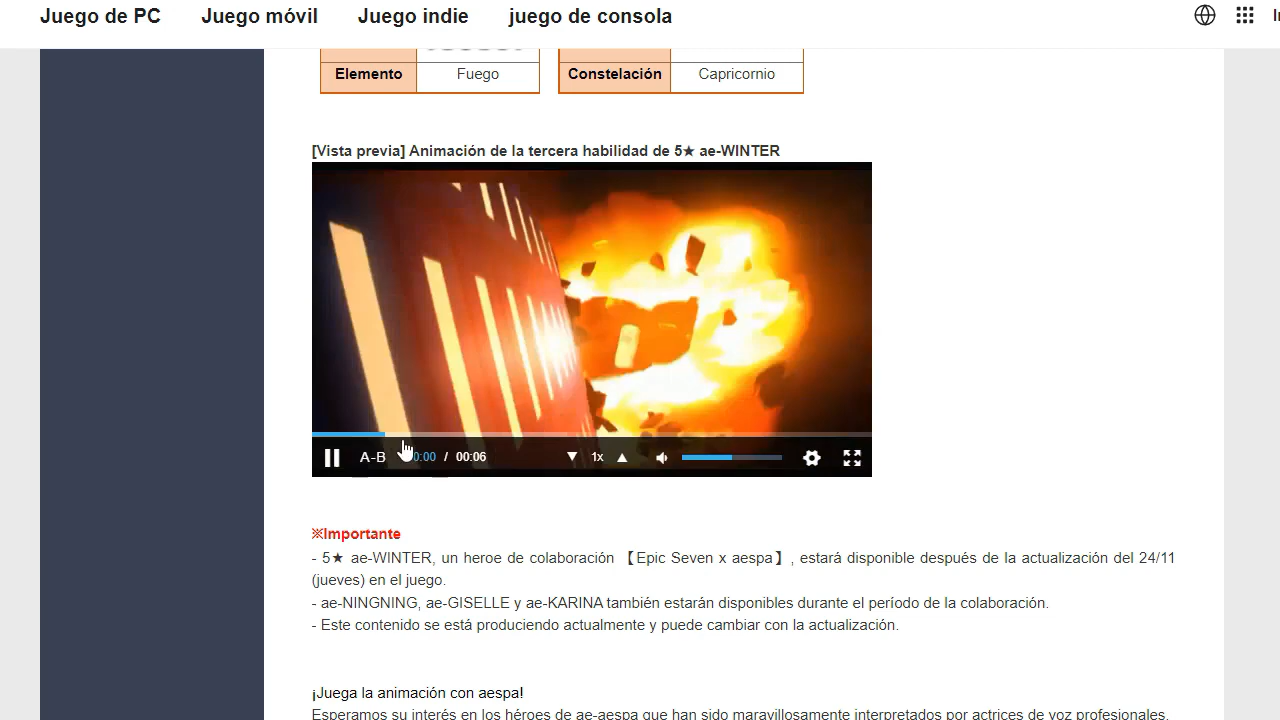 Juego de PC Juego móvil Juego indie juego de consola
Elemento Fuego Constelación Capricornio
[Vista previa] Animación de la tercera habilidad de 5★ ae-WINTER
A-B 0:00 / 00:06 ▼ 1x ▲
※Importante
- 5★ ae-WINTER, un heroe de colaboración 【Epic Seven x aespa】, estará disponible después de la actualización del 24/11
(jueves) en el juego.
- ae-NINGNING, ae-GISELLE y ae-KARINA también estarán disponibles durante el período de la colaboración.
- Este contenido se está produciendo actualmente y puede cambiar con la actualización.
¡Juega la animación con aespa!
Esperamos su interés en los héroes de ae-aespa que han sido maravillosamente interpretados por actrices de voz profesionales.